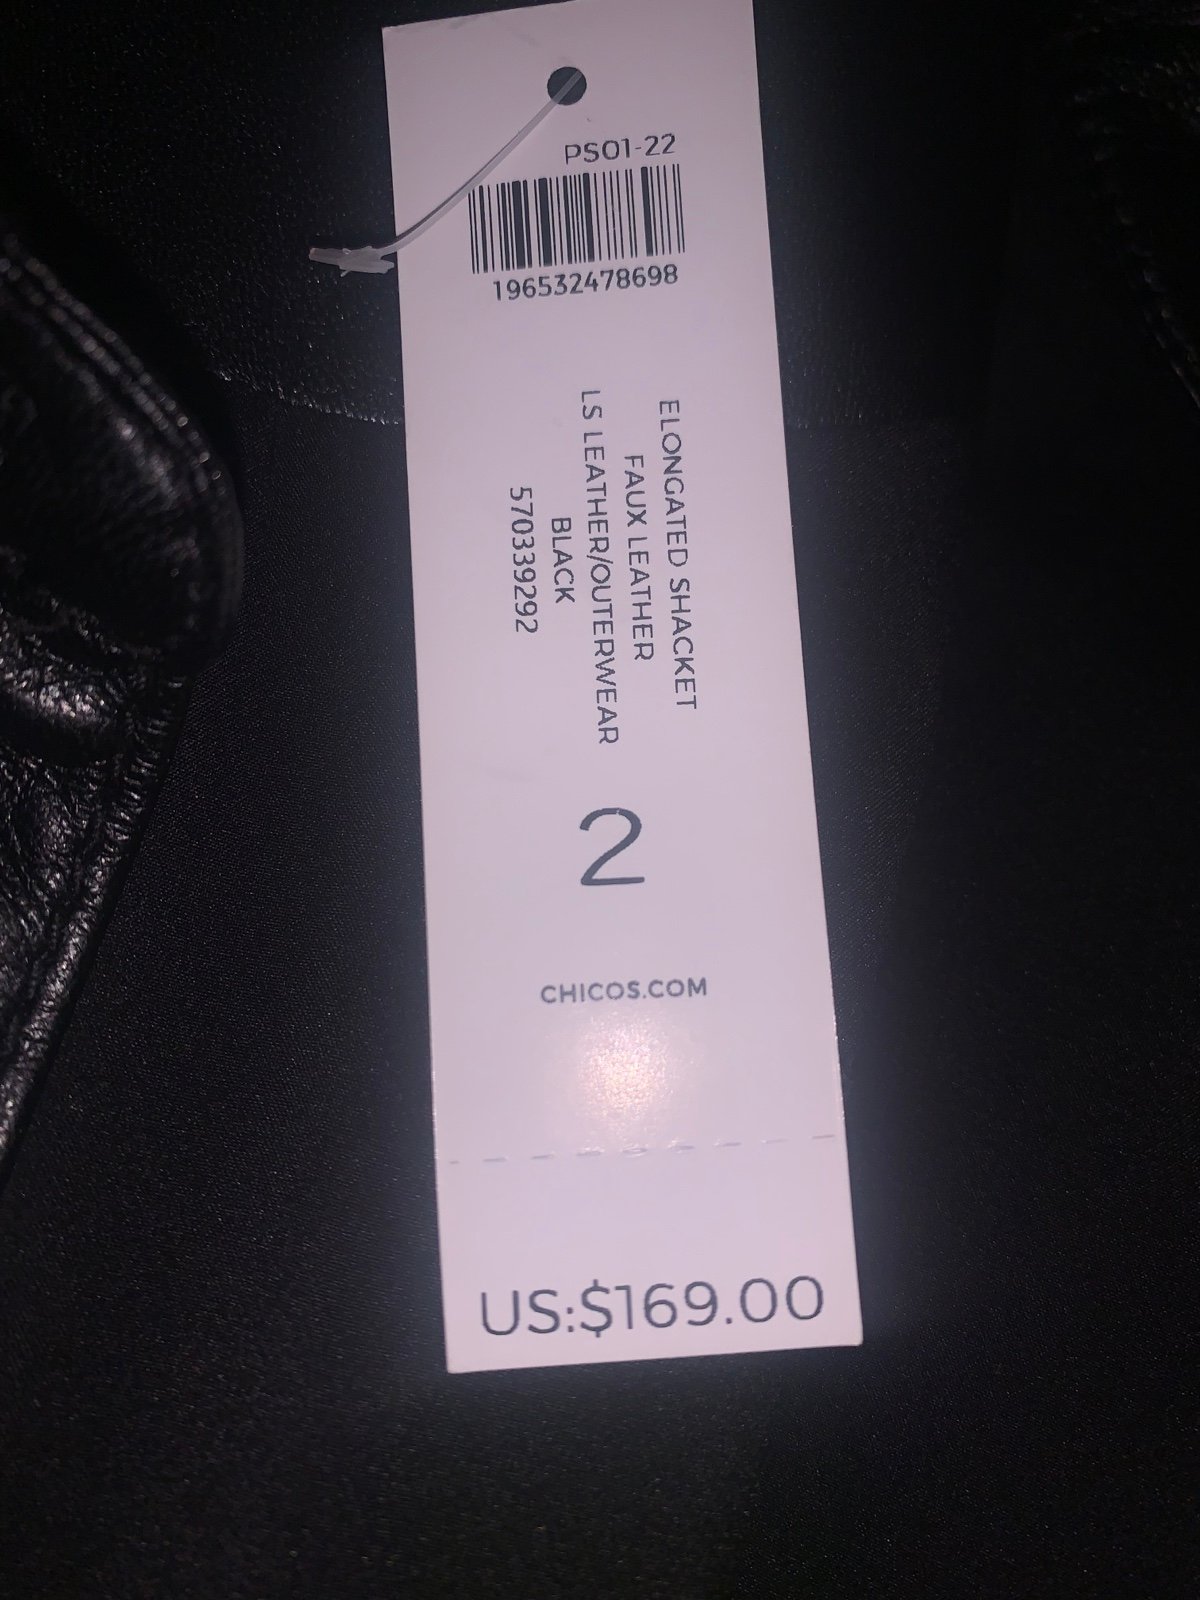 PS01-22
196532478698
ELONGATED SHACKET
FAUX LEATHER
LS LEATHER/OUTERWEAR
BLACK
570339292
2
CHICOS.COM
US:$169.00